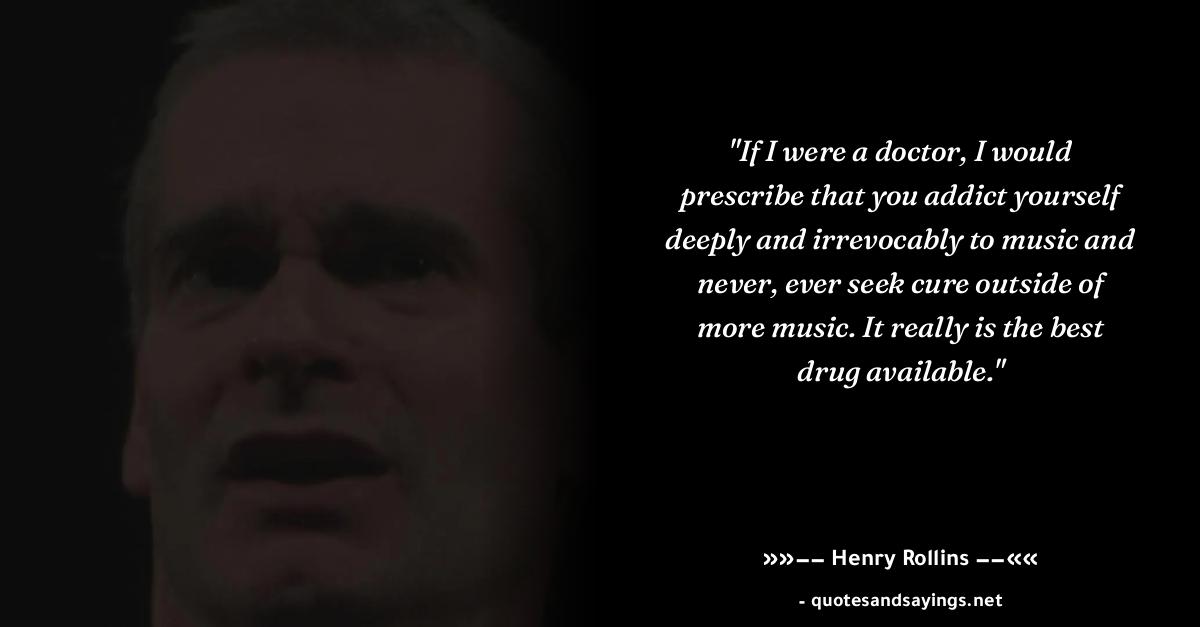 "If I were a doctor, I would
prescribe that you addict yourself
deeply and irrevocably to music and
never, ever seek cure outside of
more music. It really is the best
drug available."
»»–– Henry Rollins ––««
- quotesandsayings.net